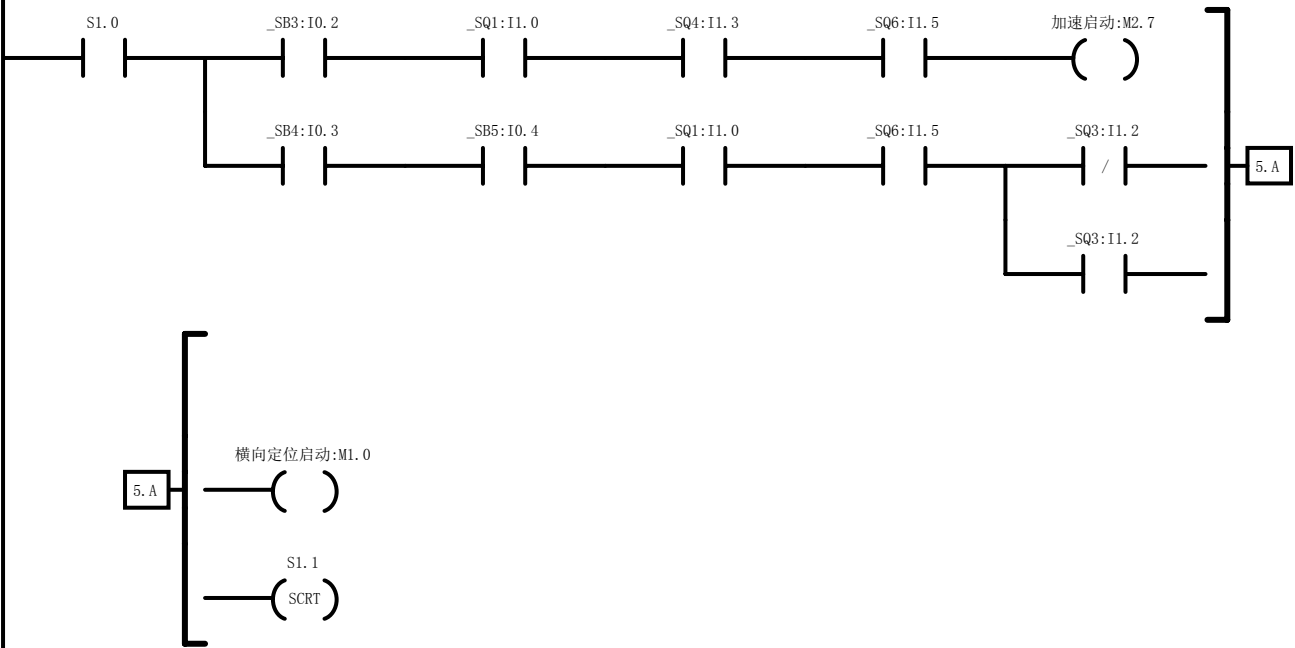 S1.0 _SB3:I0.2 _SQ1:I1.0 _SQ4:I1.3 _SQ6:I1.5 加速启动:M2.7
_SB4:I0.3 _SB5:I0.4 _SQ1:I1.0 _SQ6:I1.5 _SQ3:I1.2
/ 5.A
_SQ3:I1.2
横向定位启动:M1.0
5.A
S1.1
SCRT